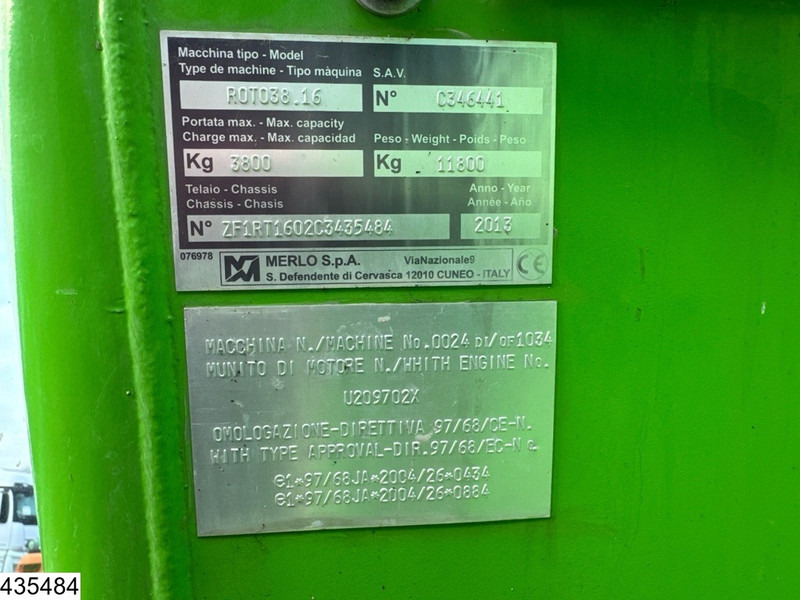 Macchina tipo - Model
Type de machine - Tipo màquina
S.A.V.
ROTO38.16
N° C346441
Portata max. - Max. capacity
Charge max. - Max. capacidad
Peso - Weight - Poids - Peso
Kg 3800
Kg 11800
Telaio - Chassis
Chassis - Chasis
Anno - Year
Année - Año
N° ZF1RT1602C3435484
2013
076978
MERLO S.p.A.
ViaNazionale9
S. Defendente di Cervasca 12010 CUNEO - ITALY
CE
MACCHINA N./MACHINE No.0024 DI/OF1034
MUNITO DI MOTORE N./WHITH ENGINE No.
U209702X
OMOLOGAZIONE-DIRETTIVA 97/68/CE-N.
WITH TYPE APPROVAL-DIR.97/68/EC-N
e1*97/68JA*2004/26*0434
e1*97/68JA*2004/26*0884
435484